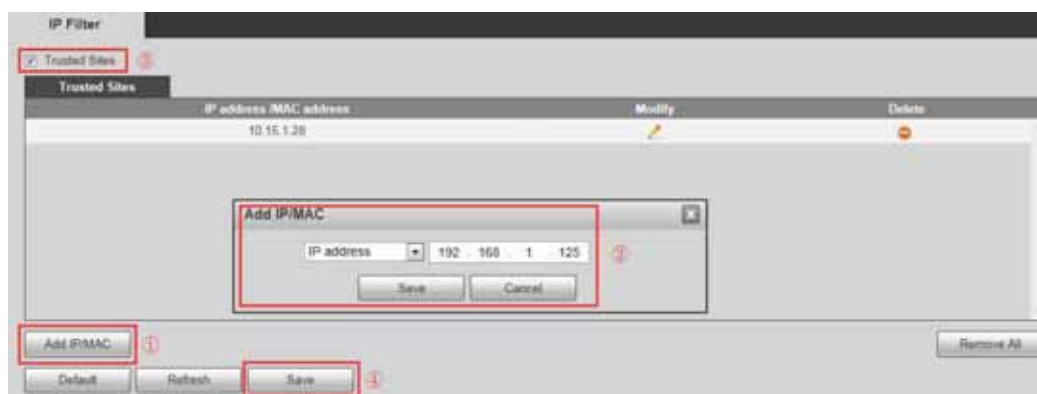 IP Filter
Trusted Sites ③
Trusted Sites
IP address /MAC address Modify Delete
10.15.1.28
Add IP/MAC
IP address 192 . 168 . 1 . 125 ②
Save Cancel
Add IP/MAC ① Remove All
Default Refresh Save ④